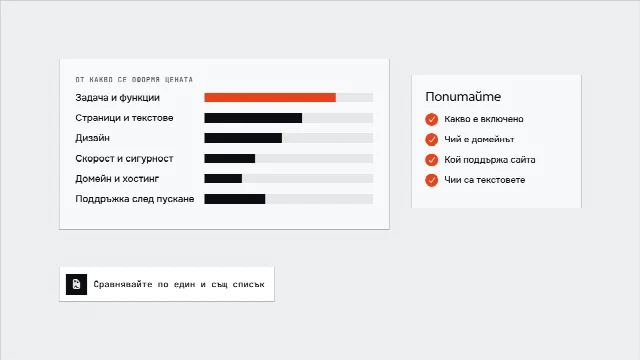 ОТ КАКВО СЕ ОФОРМЯ ЦЕНАТА
Задача и функции
Страници и текстове
Дизайн
Скорост и сигурност
Домейн и хостинг
Поддръжка след пускане
Попитайте
Какво е включено
Чий е домейнът
Кой поддържа сайта
Чии са текстовете
Сравнявайте по един и същ списък